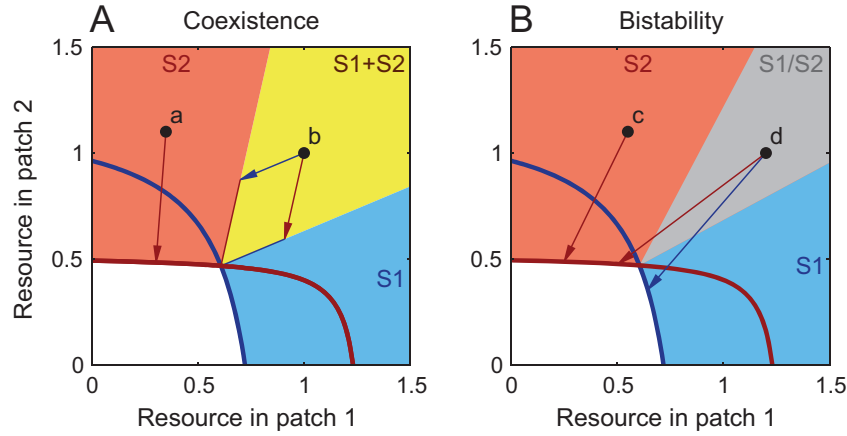 A Coexistence
B Bistability
Resource in patch 2
1.5
1
0.5
0
S2
S1+S2
a
b
S1
0 0.5 1 1.5
Resource in patch 1
1.5
1
0.5
0
S2
S1/S2
c
d
S1
0 0.5 1 1.5
Resource in patch 1